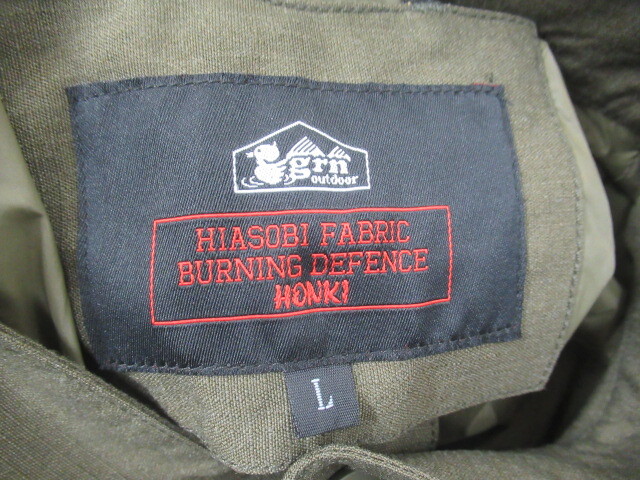 grn
outdoor
HIASOBI FABRIC
BURNING DEFENCE
HONKI
L